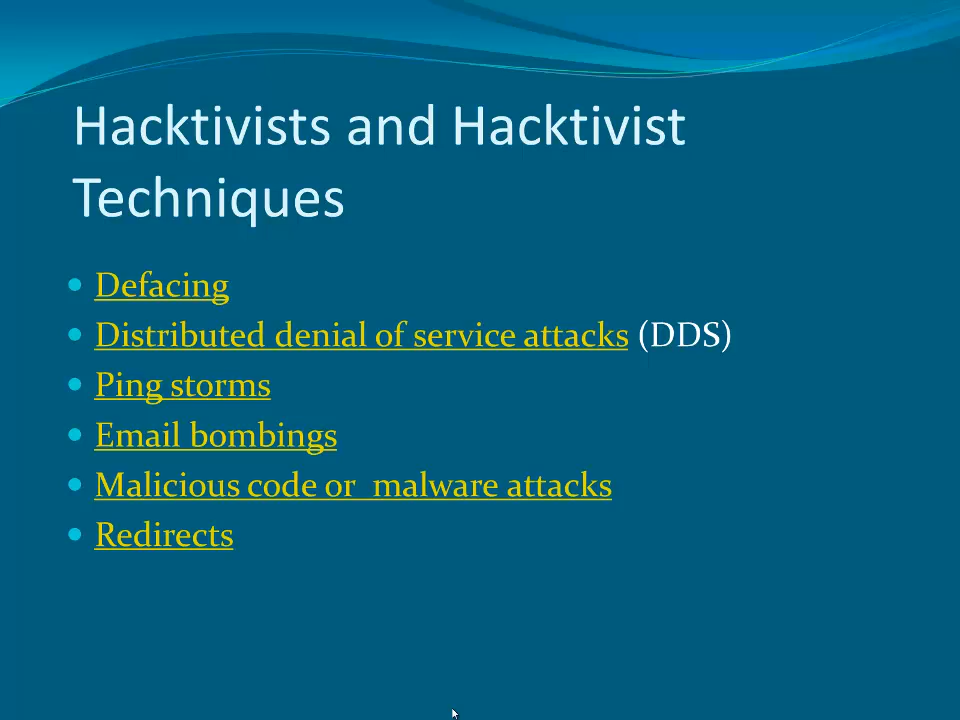 Hacktivists and Hacktivist
Techniques
Defacing
Distributed denial of service attacks (DDS)
Ping storms
Email bombings
Malicious code or  malware attacks
Redirects